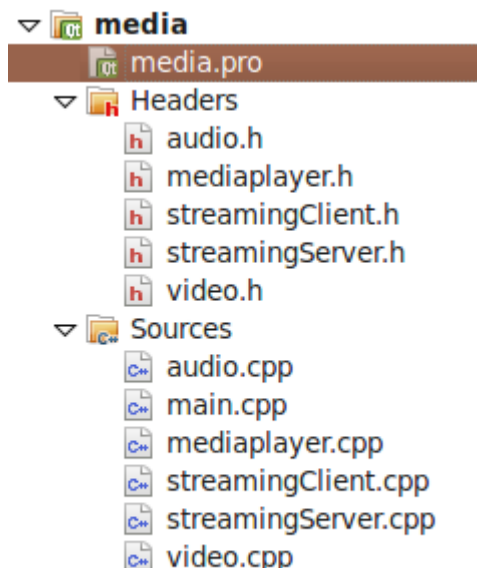 media
media.pro
Headers
audio.h
mediaplayer.h
streamingClient.h
streamingServer.h
video.h
Sources
audio.cpp
main.cpp
mediaplayer.cpp
streamingClient.cpp
streamingServer.cpp
video.cpp